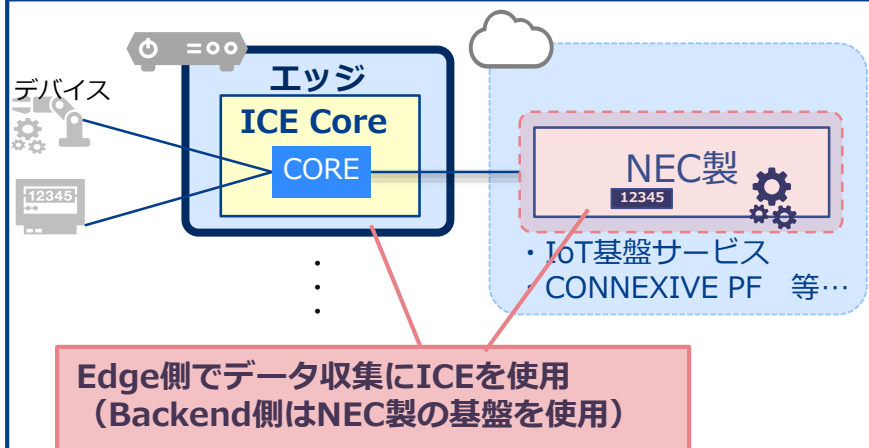 デバイス
エッジ
ICE Core
CORE
12345
NEC製
12345
・IoT基盤サービス
・CONNEXIVE PF　等…
・
・
・
Edge側でデータ収集にICEを使用
（Backend側はNEC製の基盤を使用）